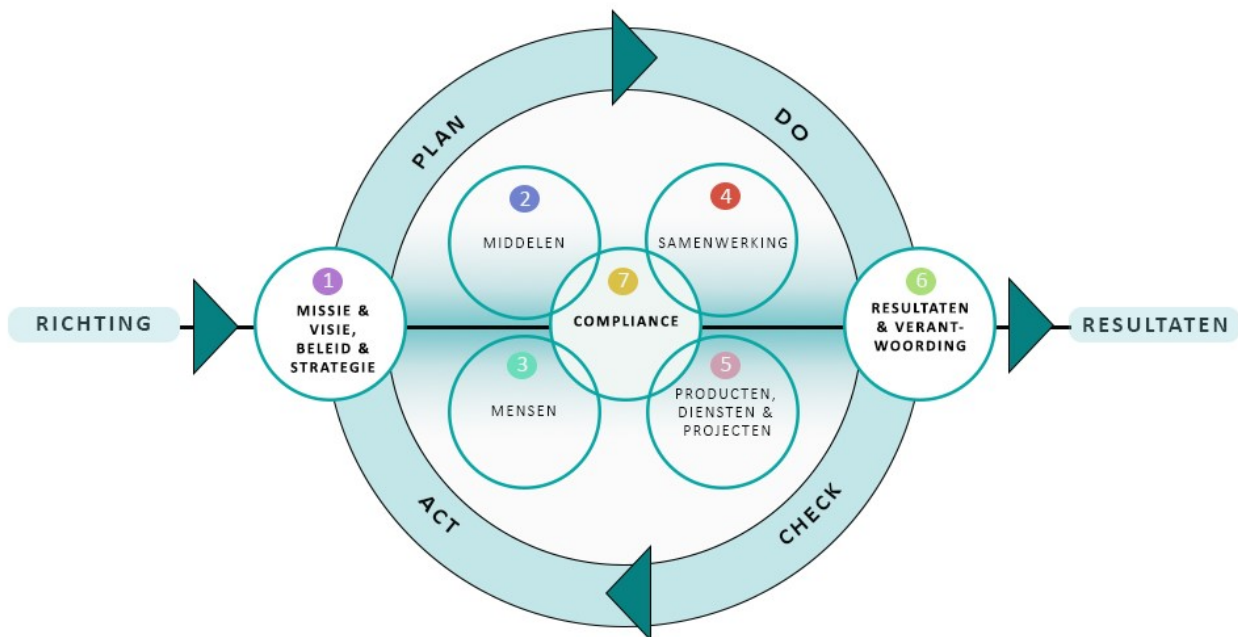 PLAN
DO
2
MIDDELEN
4
SAMENWERKING
1
MISSIE &
VISIE,
BELEID &
STRATEGIE
7
COMPLIANCE
6
RESULTATEN
& VERANT-
WOORDING
RICHTING
RESULTATEN
3
MENSEN
5
PRODUCTEN,
DIENSTEN &
PROJECTEN
ACT
CHECK